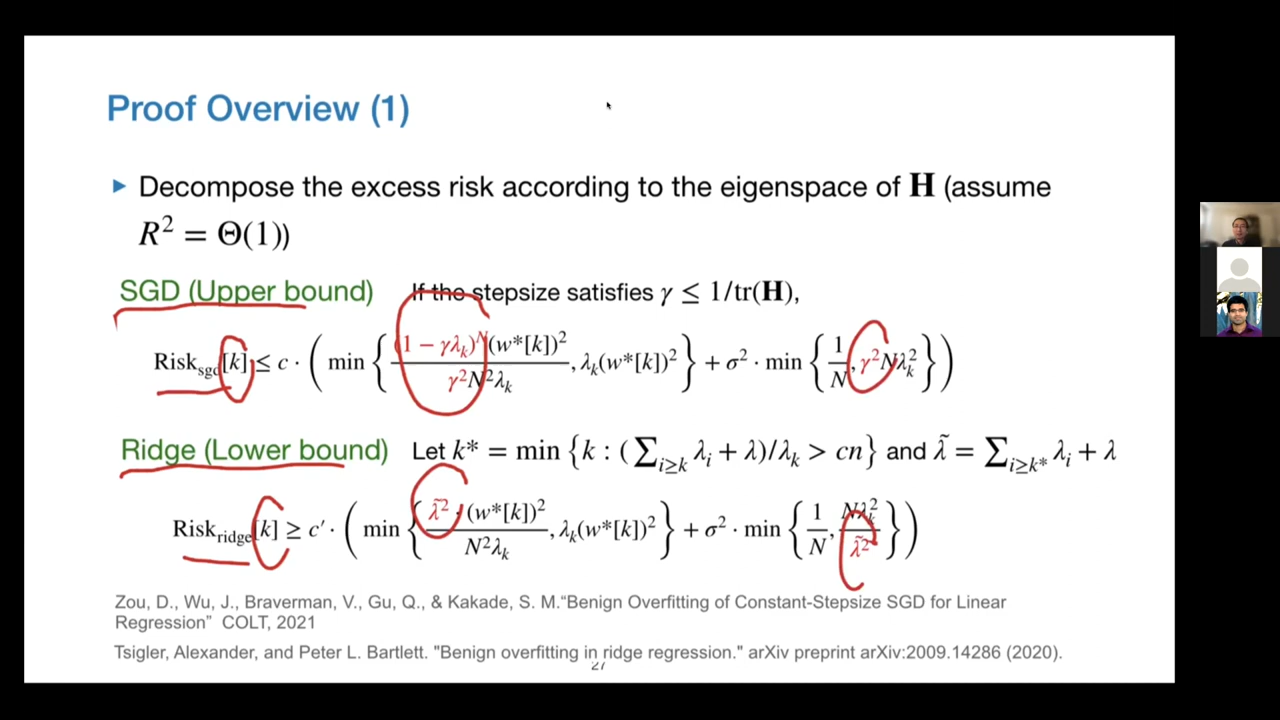 Proof Overview (1)
▶ Decompose the excess risk according to the eigenspace of H (assume
R² = Θ(1))
SGD (Upper bound) If the stepsize satisfies γ ≤ 1/tr(H),
Risk_sgd[k] ≤ c · ( min { (1 − γλ_k)^N (w*[k])² / γ²N²λ_k , λ_k(w*[k])² } + σ² · min { 1/N , γ²Nλ_k² } )
Ridge (Lower bound) Let k* = min {k : (∑_{i≥k} λ_i + λ)/λ_k > cn} and λ̃ = ∑_{i≥k*} λ_i + λ
Risk_ridge[k] ≥ c′ · ( min { λ̃² · (w*[k])² / N²λ_k , λ_k(w*[k])² } + σ² · min { 1/N , Nλ_k² / λ̃² } )
Zou, D., Wu, J., Braverman, V., Gu, Q., & Kakade, S. M.“Benign Overfitting of Constant-Stepsize SGD for Linear
Regression” COLT, 2021
Tsigler, Alexander, and Peter L. Bartlett. "Benign overfitting in ridge regression." arXiv preprint arXiv:2009.14286 (2020).
27